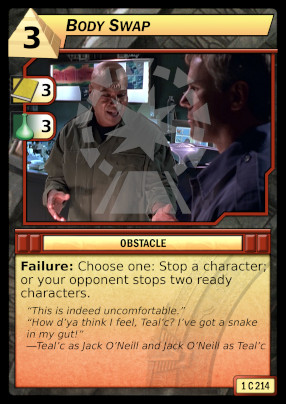 3
BODY SWAP
3
3
OBSTACLE
Failure: Choose one: Stop a character;
or your opponent stops two ready
characters.
"This is indeed uncomfortable."
"How d'ya think I feel, Teal'c? I've got a snake
in my gut!"
—Teal'c as Jack O'Neill and Jack O'Neill as Teal'c
1 C 214